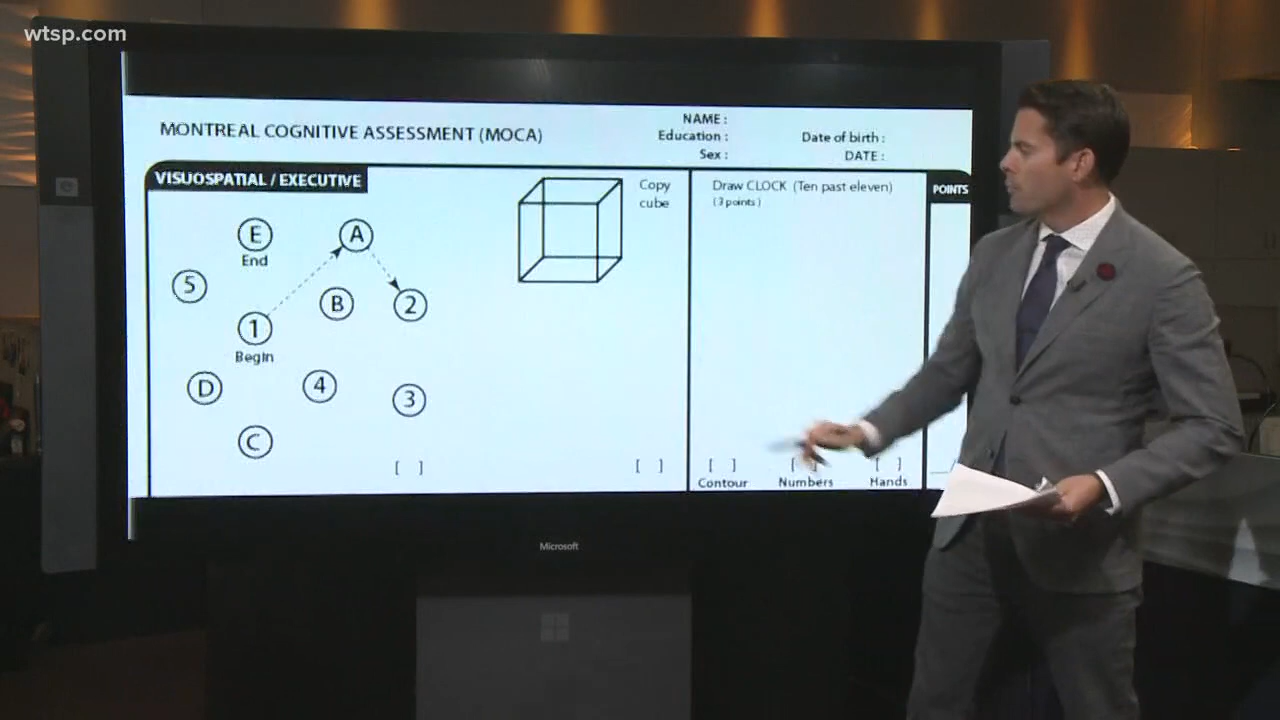 wtsp.com
MONTREAL COGNITIVE ASSESSMENT (MOCA)
NAME :
Education :
Sex :
Date of birth :
DATE :
VISUOSPATIAL / EXECUTIVE
E
End
A
5
B
2
1
Begin
D
4
3
C
[ ]
Copy
cube
[ ]
Draw CLOCK (Ten past eleven)
(3 points)
[ ] [ ] [ ]
Contour Numbers Hands
POINTS
Microsoft